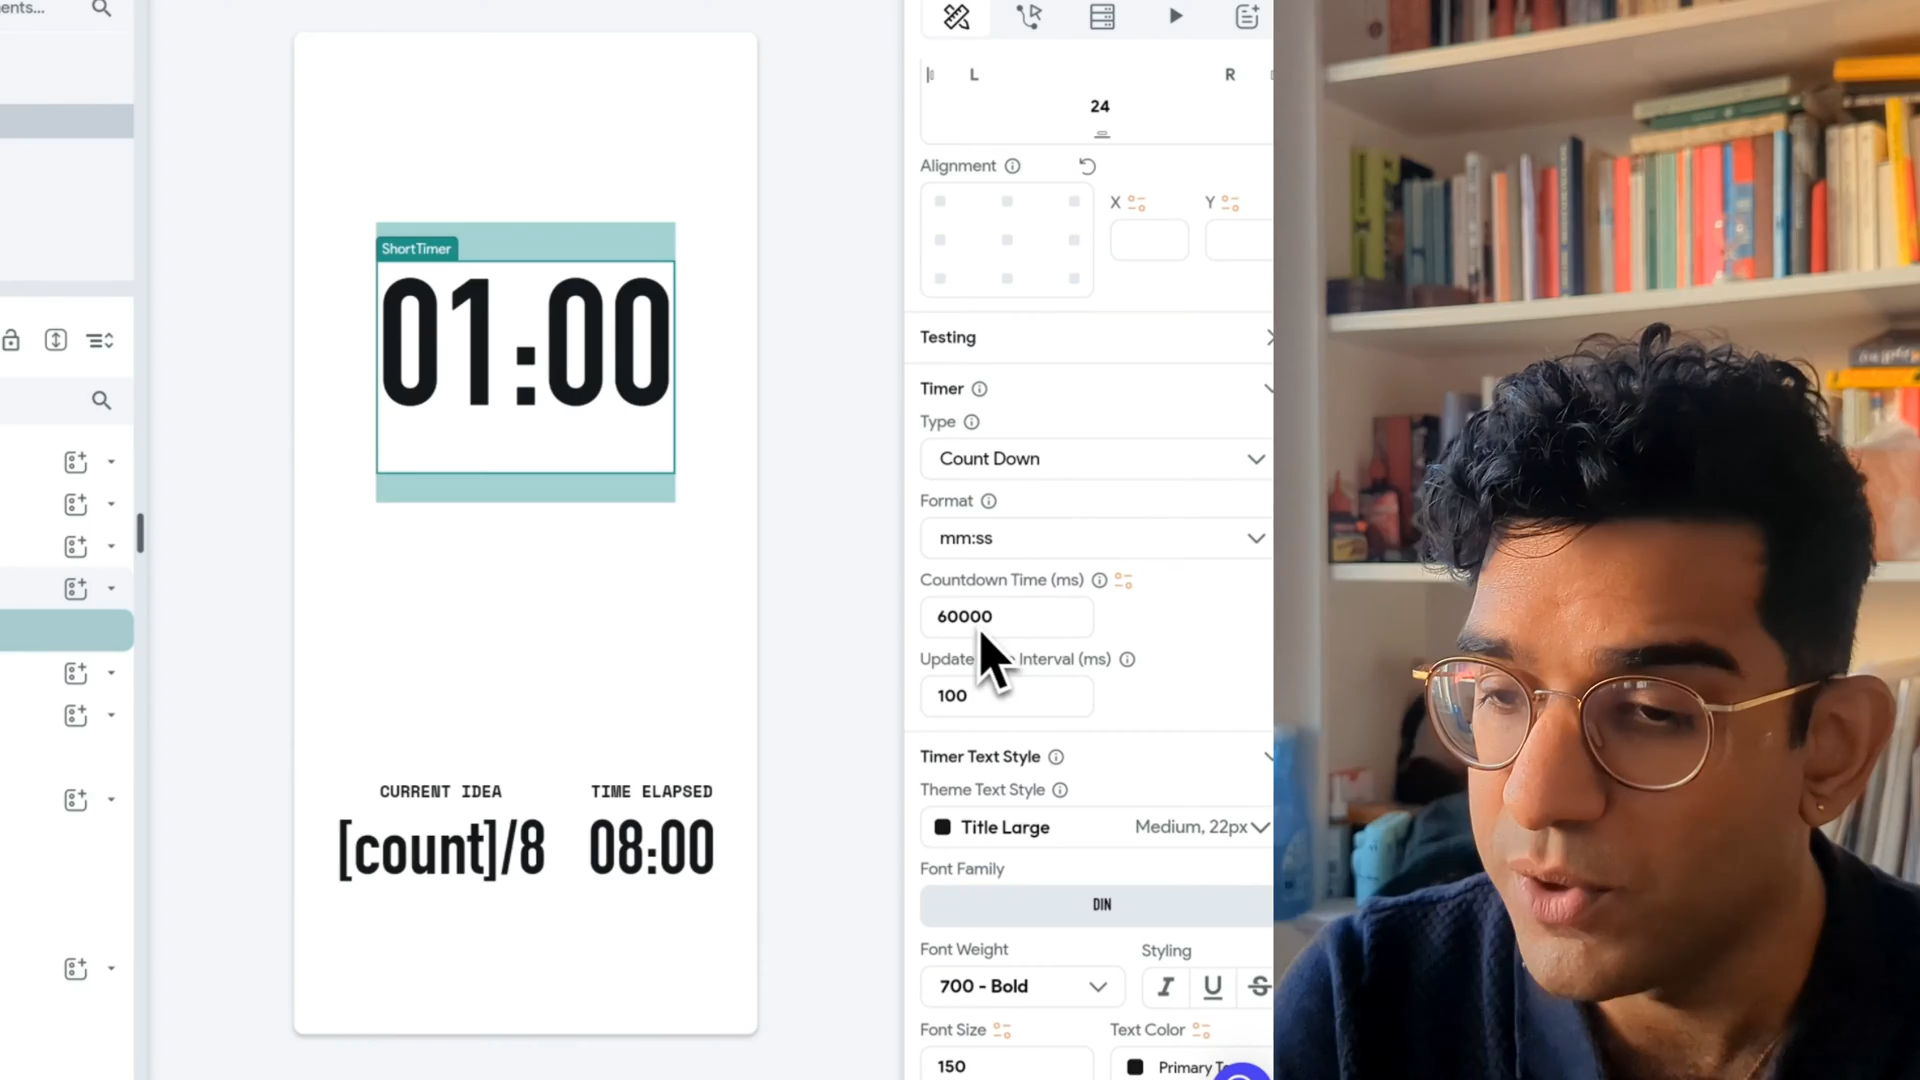 ents...
L
R
24
Alignment
X
Y
ShortTimer
01:00
Testing
Timer
Type
Count Down
Format
mm:ss
Countdown Time (ms)
60000
Update Interval (ms)
100
Timer Text Style
Theme Text Style
Title Large Medium, 22px
Font Family
DIN
Font Weight
Styling
700 - Bold
I U S
Font Size
Text Color
150
Primary
CURRENT IDEA
TIME ELAPSED
[count]/8
08:00